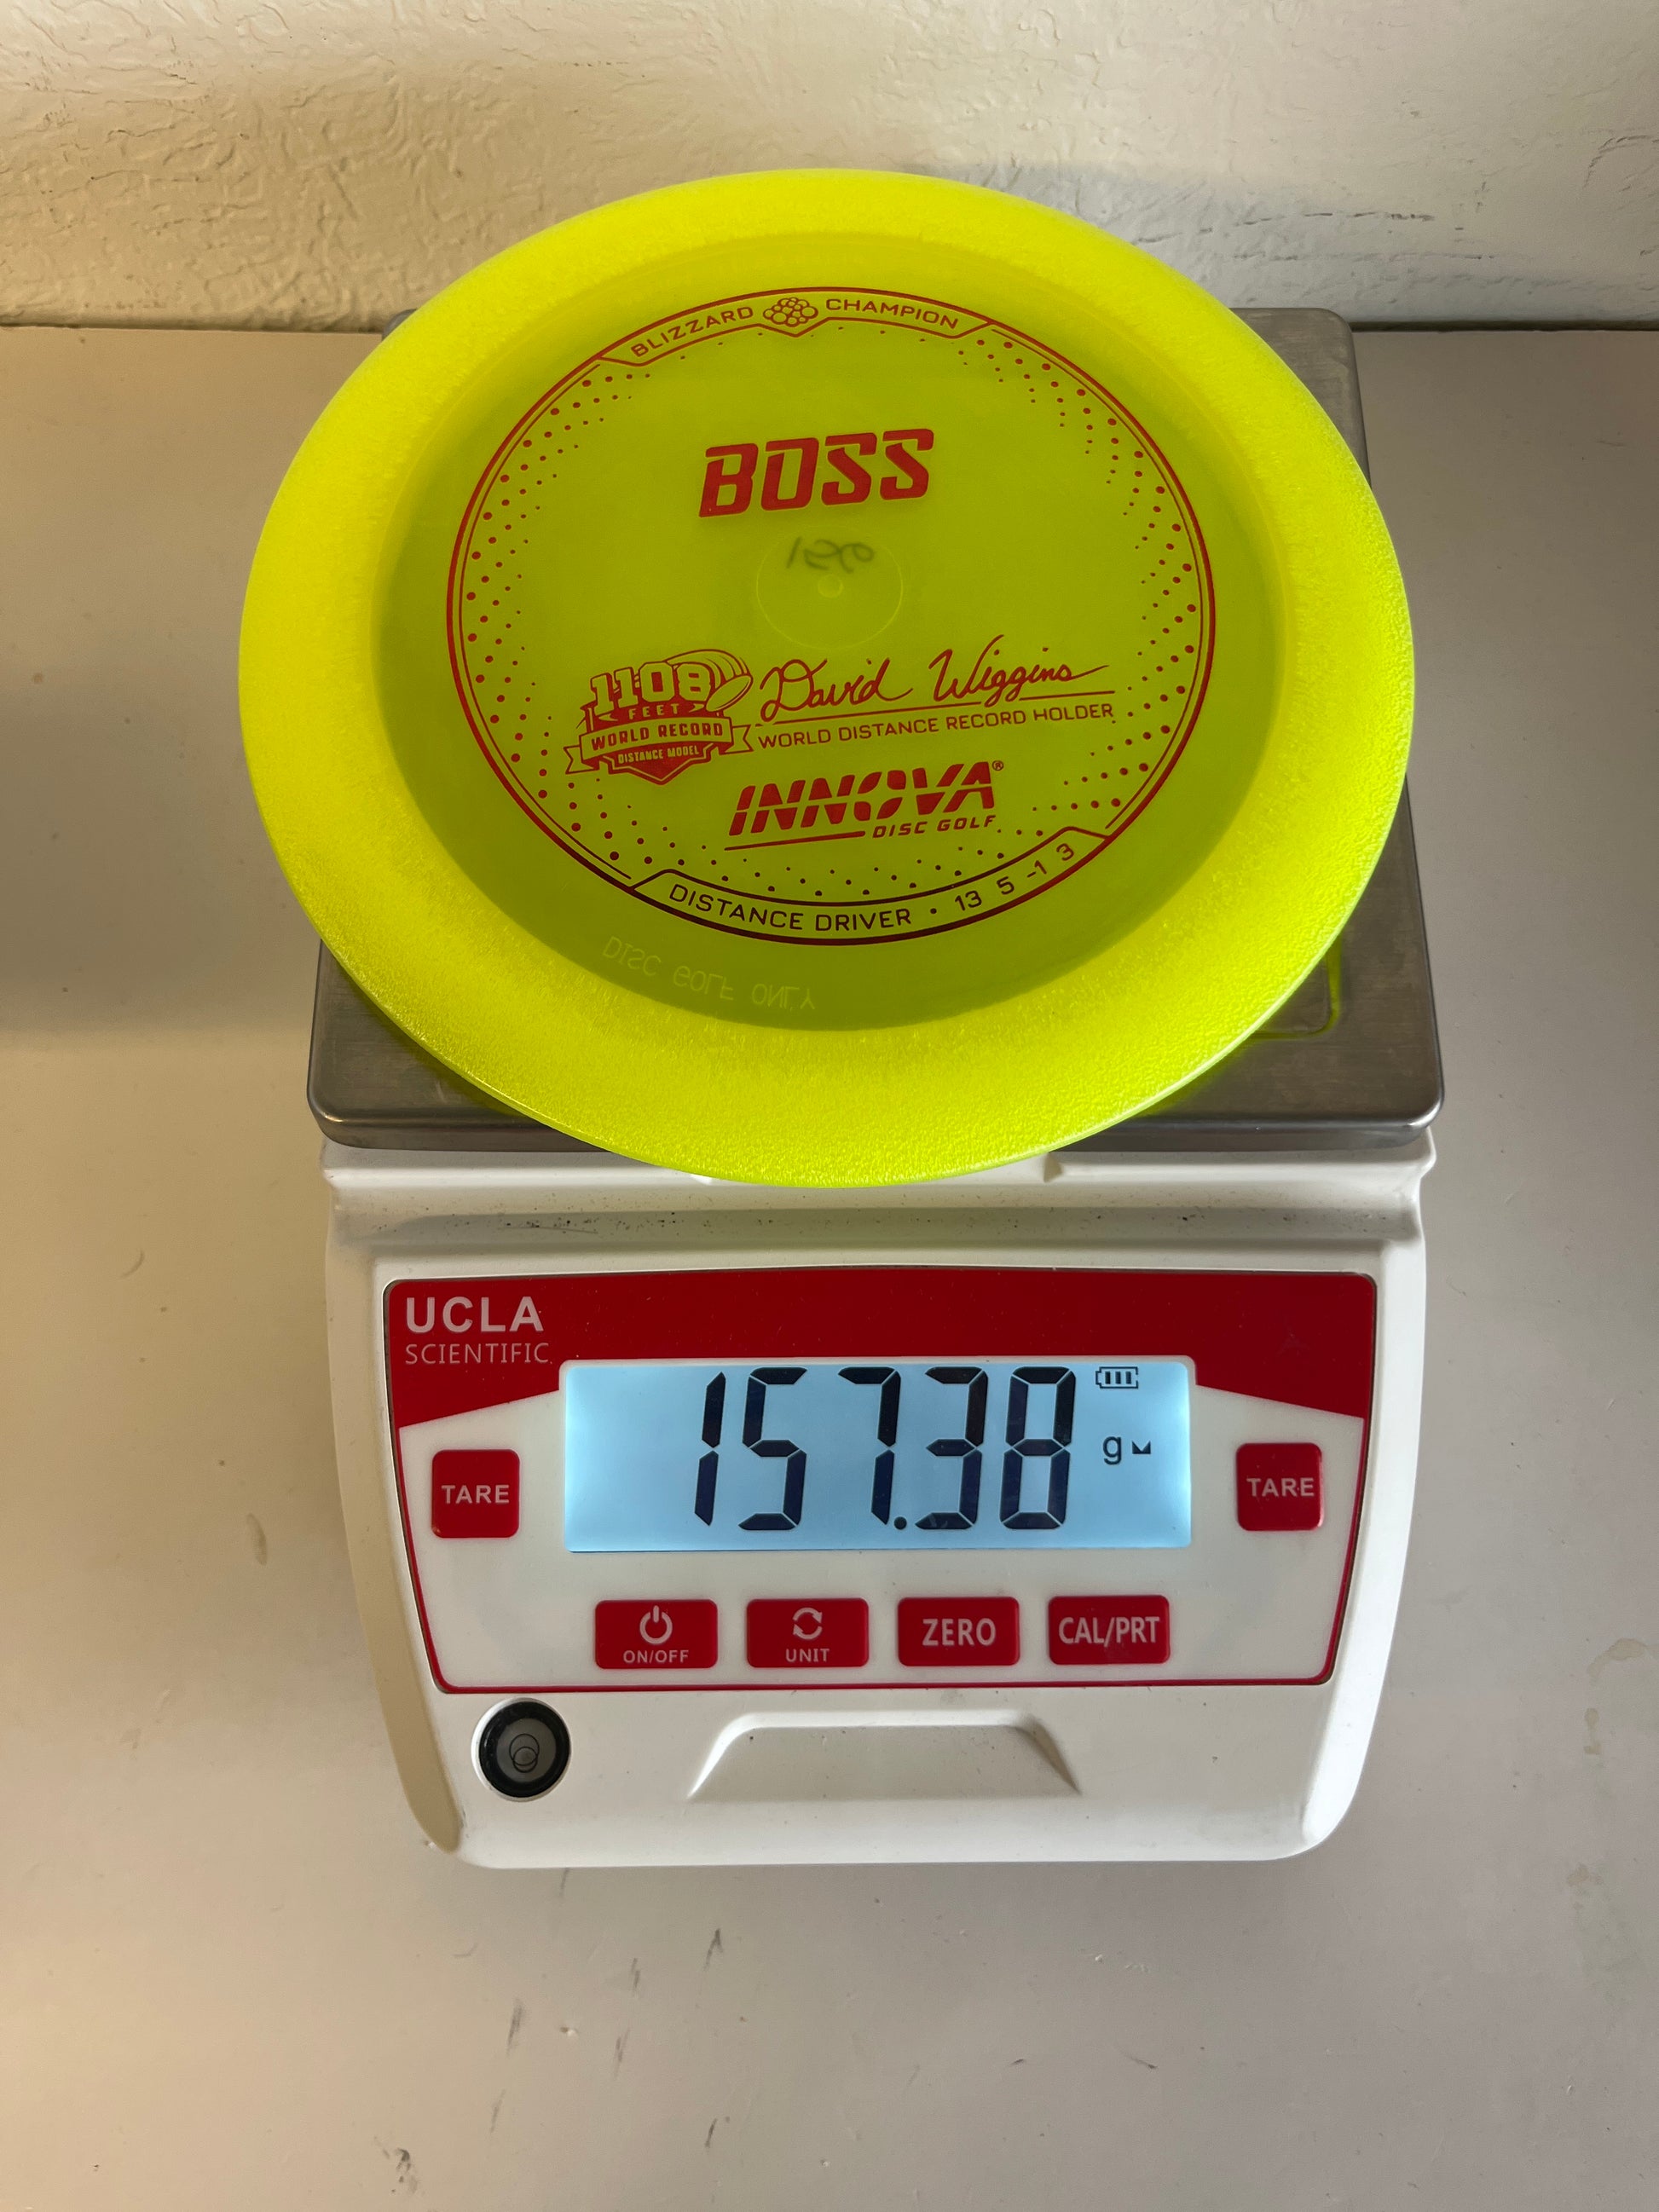 BLIZZARD CHAMPION
BOSS
1108
FEET
WORLD RECORD
DISTANCE MODEL
David Wiggins
WORLD DISTANCE RECORD HOLDER
INNOVA®
DISC GOLF
DISTANCE DRIVER • 13 5 -1 3
DISC GOLF ONLY
UCLA
SCIENTIFIC
157.38 g
TARE
TARE
ON/OFF
UNIT
ZERO
CAL/PRT